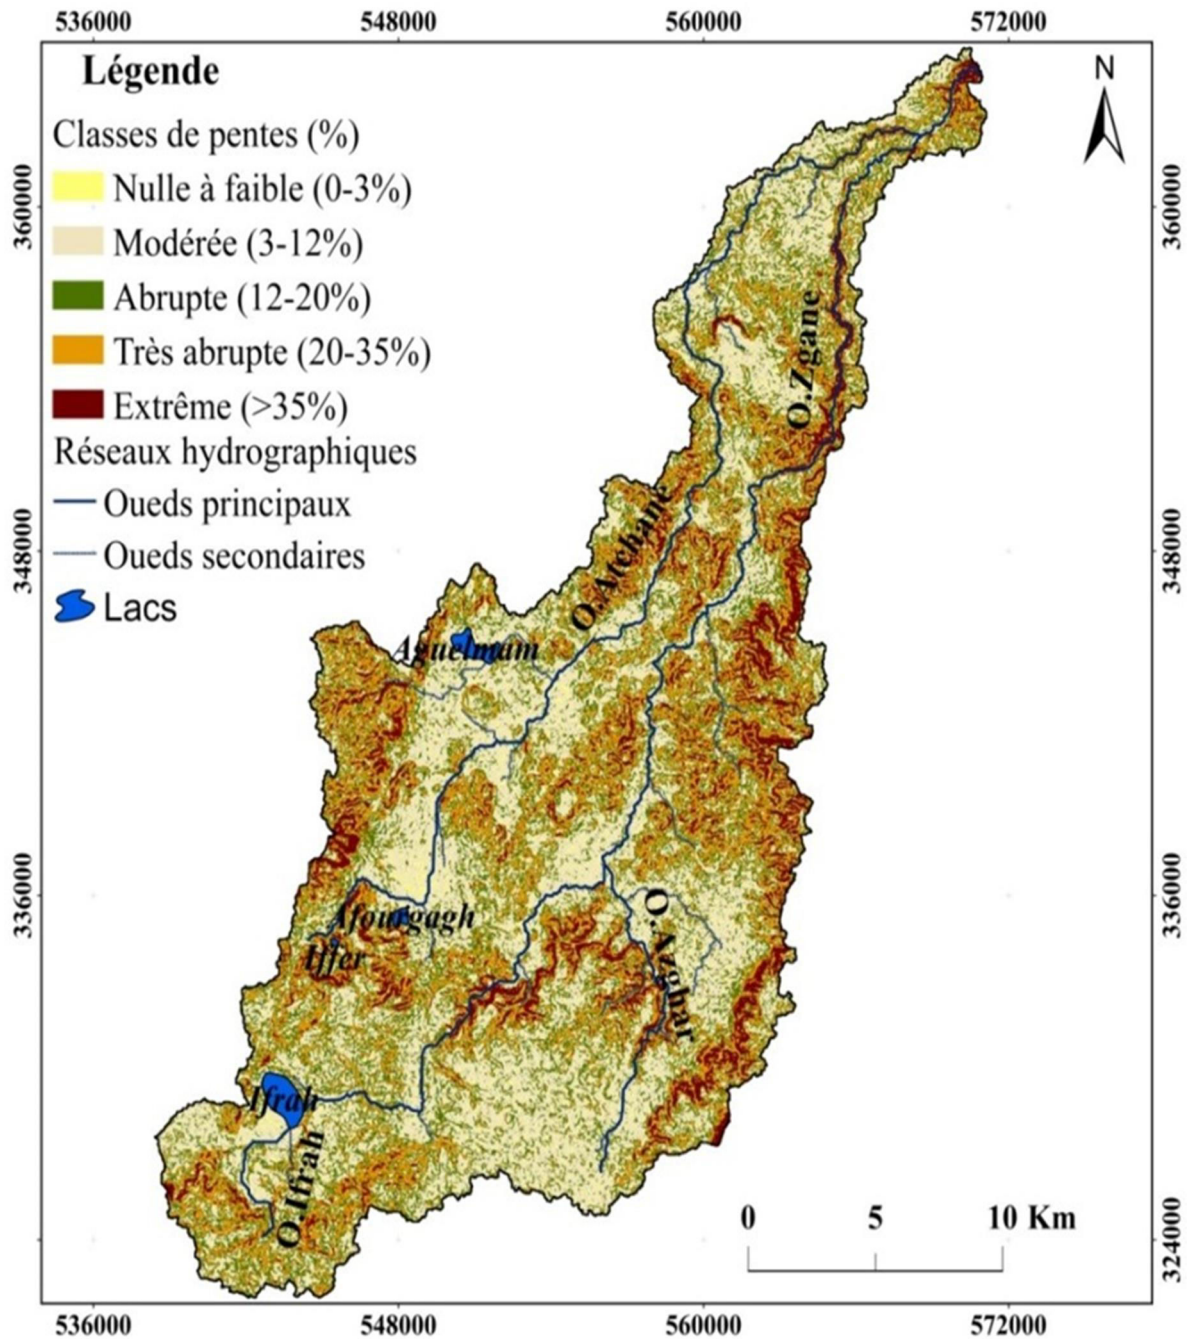 536000 548000 560000 572000
Légende
N
Classes de pentes (%)
Nulle à faible (0-3%)
Modérée (3-12%)
Abrupte (12-20%)
Très abrupte (20-35%)
Extrême (>35%)
Réseaux hydrographiques
Oueds principaux
Oueds secondaires
Lacs
360000
348000
336000
360000
348000
336000
324000
O.Zgane
O.Atchane
Aguelmam
Afourgagh
Iffer
O.Azghar
Ifrah
O.Ifrah
0 5 10 Km
536000 548000 560000 572000